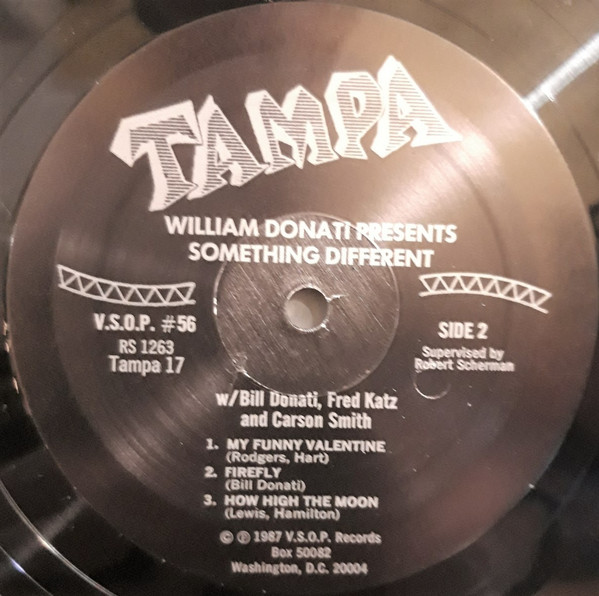 TAMPA
WILLIAM DONATI PRESENTS
SOMETHING DIFFERENT
V.S.O.P. #56
RS 1263
Tampa 17
SIDE 2
Supervised by
Robert Scherman
w/Bill Donati, Fred Katz
and Carson Smith
1. MY FUNNY VALENTINE
(Rodgers, Hart)
2. FIREFLY
(Bill Donati)
3. HOW HIGH THE MOON
(Lewis, Hamilton)
© ℗ 1987 V.S.O.P. Records
Box 50082
Washington, D.C. 20004